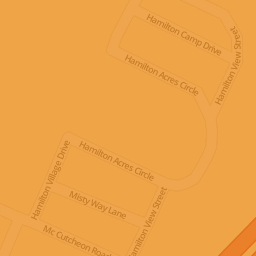 Hamilton Camp Drive
Hamilton View Street
Hamilton Acres Circle
Hamilton Village Drive
Hamilton Acres Circle
Misty Way Lane
Hamilton View Street
Mc Cutcheon Road